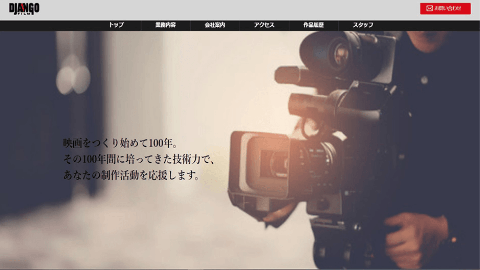 DJANGO
FILMS
お問い合わせ
トップ
業務内容
会社案内
アクセス
作品履歴
スタッフ
映画をつくり始めて100年。
その100年間に培ってきた技術力で、
あなたの制作活動を応援します。